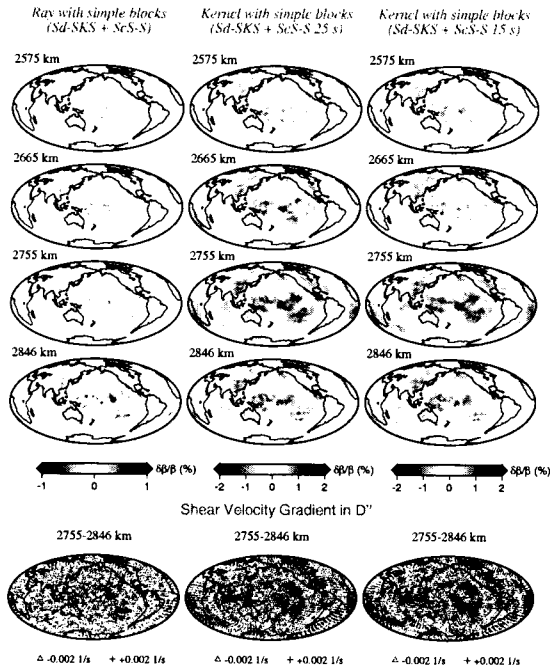 Ray with simple blocks
(Sd-SKS + ScS-S)
Kernel with simple blocks
(Sd-SKS + ScS-S 25 s)
Kernel with simple blocks
(Sd-SKS + ScS-S 15 s)
2575 km
2575 km
2575 km
2665 km
2665 km
2665 km
2755 km
2755 km
2755 km
2846 km
2846 km
2846 km
δβ/β (%)
-1 0 1
δβ/β (%)
-2 -1 0 1 2
δβ/β (%)
-2 -1 0 1 2
Shear Velocity Gradient in D"
2755-2846 km
2755-2846 km
2755-2846 km
△ -0.002 1/s + +0.002 1/s
△ -0.002 1/s + +0.002 1/s
△ -0.002 1/s + +0.002 1/s